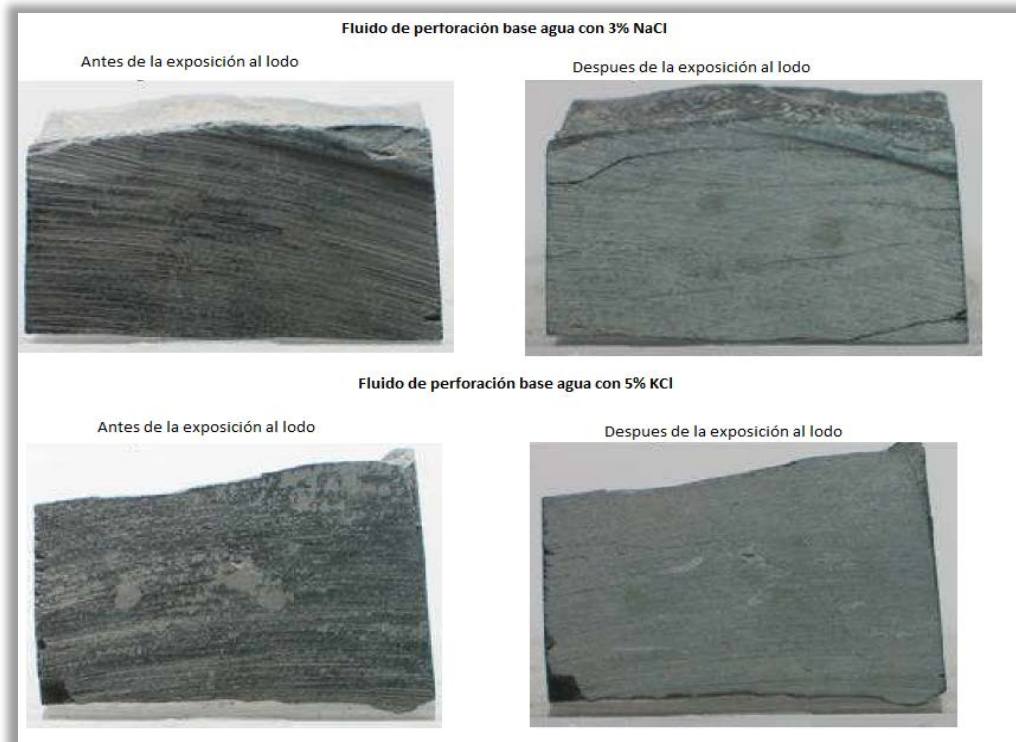 Fluido de perforación base agua con 3% NaCl
Antes de la exposición al lodo
Despues de la exposición al lodo
Fluido de perforación base agua con 5% KCl
Antes de la exposición al lodo
Despues de la exposición al lodo